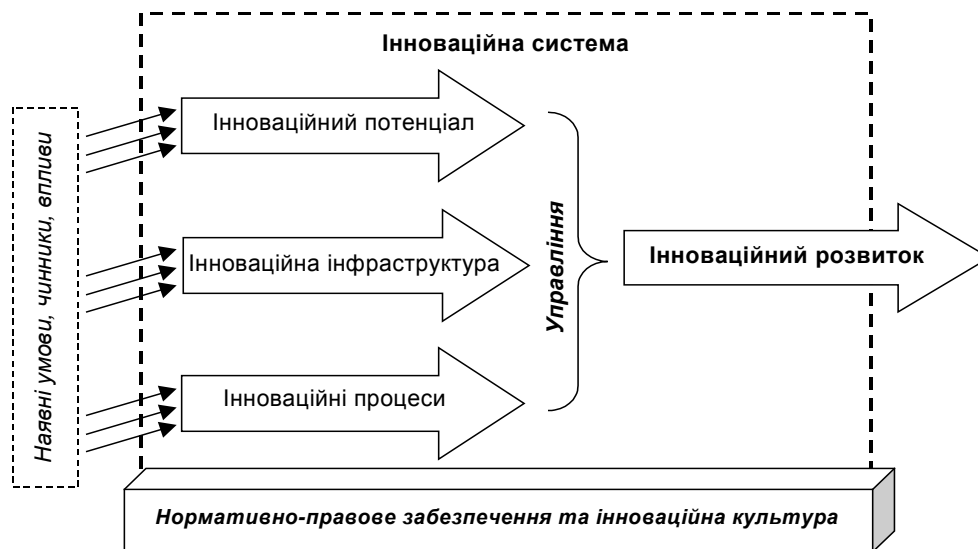 Інноваційна система
Наявні умови, чинники, впливи
Інноваційний потенціал
Інноваційна інфраструктура
Інноваційні процеси
Управління
Інноваційний розвиток
Нормативно-правове забезпечення та інноваційна культура